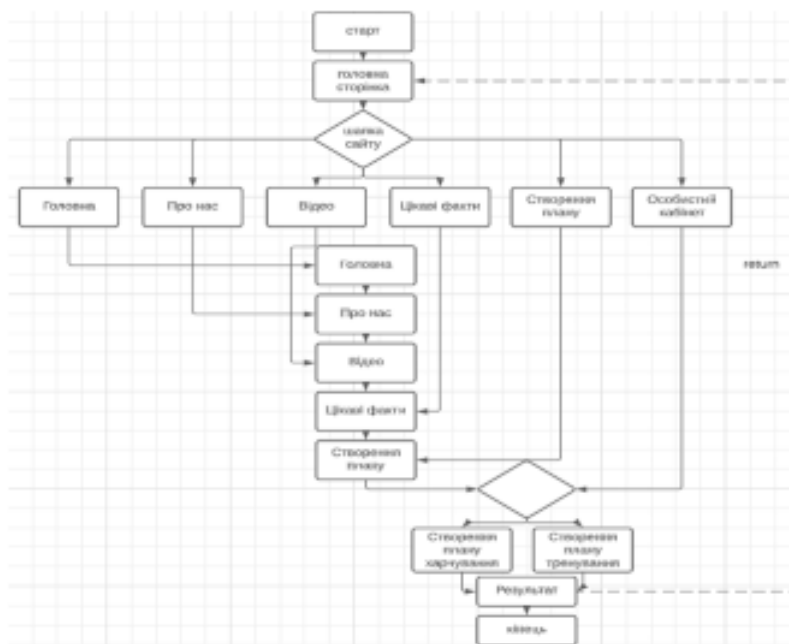 старт
головна
сторінка
шапка
сайту
Головна
Про нас
Відео
Цікаві факти
Створення
плану
Особистий
кабінет
Головна
return
Про нас
Відео
Цікаві факти
Створення
плану
Створення
плану
харчування
Створення
плану
тренування
Результат
кінець